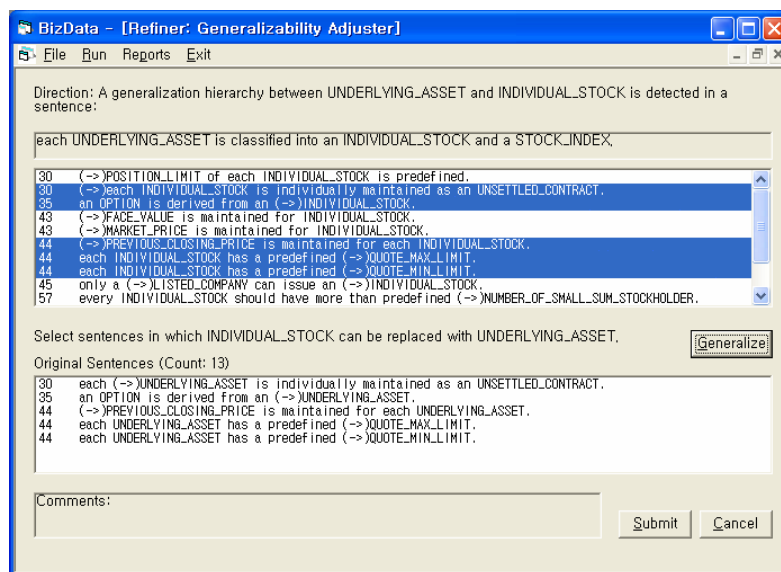 BizData - [Refiner: Generalizability Adjuster]
File Run Reports Exit
Direction: A generalization hierarchy between UNDERLYING_ASSET and INDIVIDUAL_STOCK is detected in a
sentence:
each UNDERLYING_ASSET is classified into an INDIVIDUAL_STOCK and a STOCK_INDEX,
30 (->)POSITION_LIMIT of each INDIVIDUAL_STOCK is predefined.
30 (->)each INDIVIDUAL_STOCK is individually maintained as an UNSETTLED_CONTRACT.
35 an OPTION is derived from an (->)INDIVIDUAL_STOCK.
43 (->)FACE_VALUE is maintained for INDIVIDUAL_STOCK.
43 (->)MARKET_PRICE is maintained for INDIVIDUAL_STOCK.
44 (->)PREVIOUS_CLOSING_PRICE is maintained for each INDIVIDUAL_STOCK.
44 each INDIVIDUAL_STOCK has a predefined (->)QUOTE_MAX_LIMIT.
44 each INDIVIDUAL_STOCK has a predefined (->)QUOTE_MIN_LIMIT.
45 only a (->)LISTED_COMPANY can issue an (->)INDIVIDUAL_STOCK.
57 every INDIVIDUAL_STOCK should have more than predefined (->)NUMBER_OF_SMALL_SUM_STOCKHOLDER.
Select sentences in which INDIVIDUAL_STOCK can be replaced with UNDERLYING_ASSET,
Generalize
Original Sentences (Count: 13)
30 each (->)UNDERLYING_ASSET is individually maintained as an UNSETTLED_CONTRACT.
35 an OPTION is derived from an (->)UNDERLYING_ASSET.
44 (->)PREVIOUS_CLOSING_PRICE is maintained for each UNDERLYING_ASSET.
44 each UNDERLYING_ASSET has a predefined (->)QUOTE_MAX_LIMIT.
44 each UNDERLYING_ASSET has a predefined (->)QUOTE_MIN_LIMIT.
Comments:
Submit Cancel